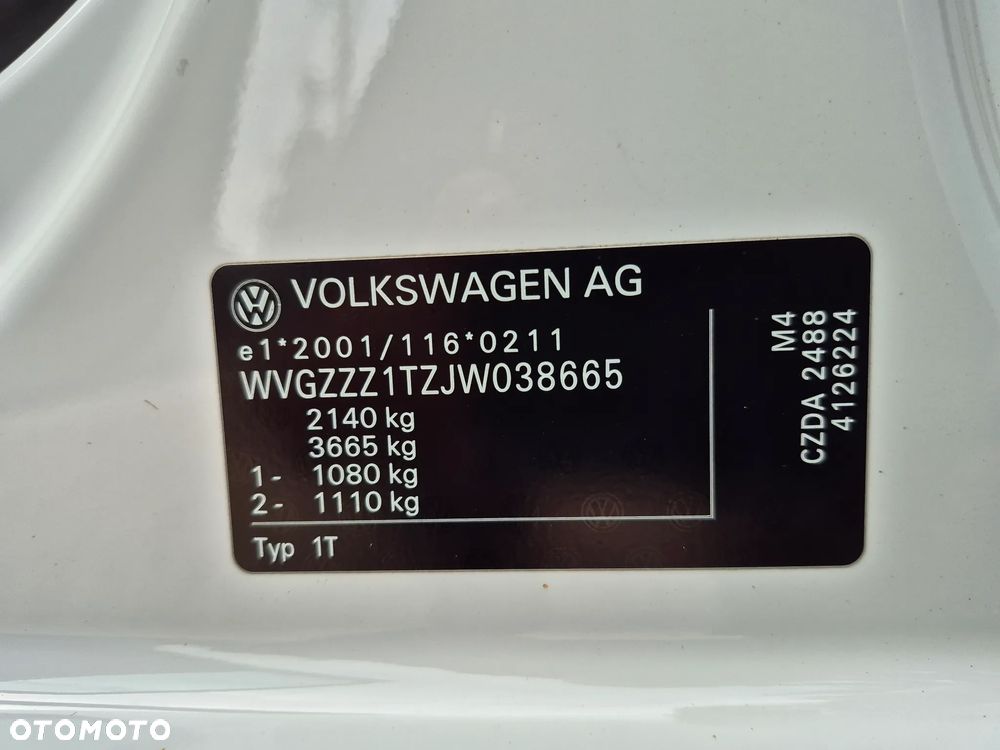 VOLKSWAGEN AG
e1*2001/116*0211
WVGZZZ1TZJW038665
2140 kg
3665 kg
1- 1080 kg
2- 1110 kg
Typ 1T
M4
CZDA 2488
4126224
OTOMOTO